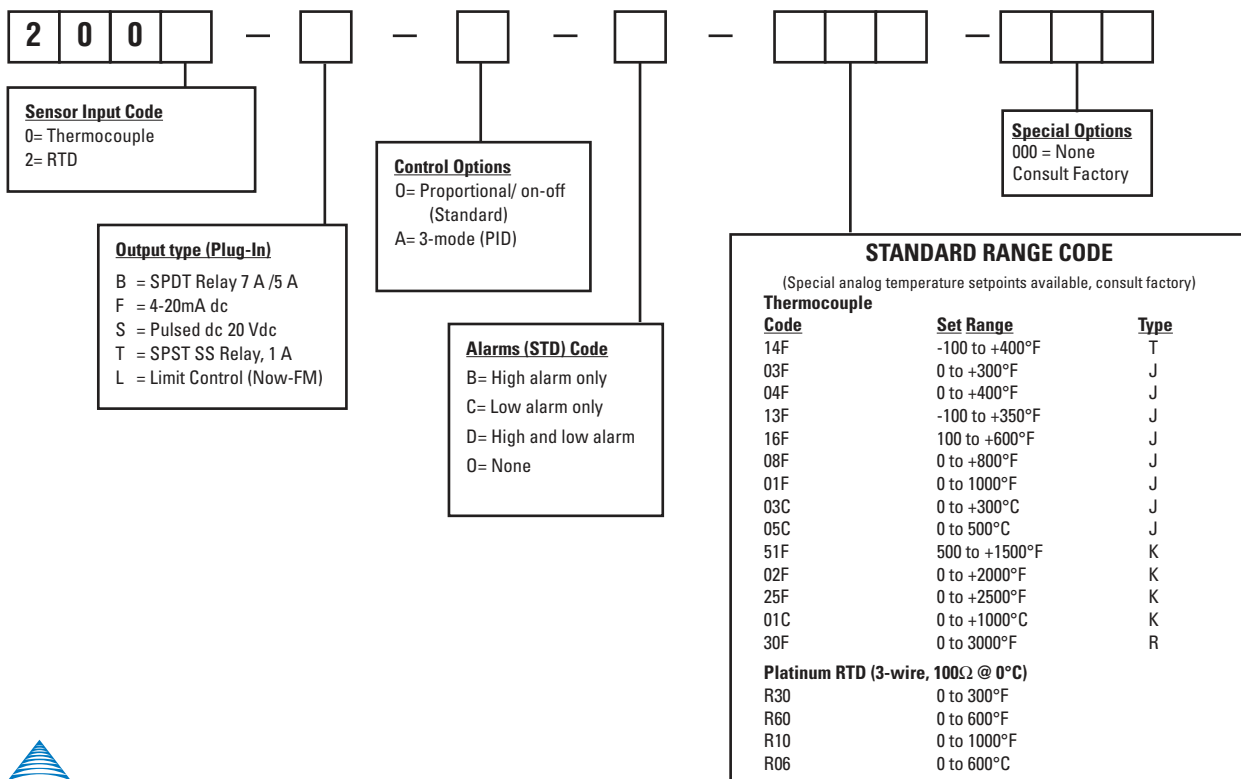 2 0 0 — — — — —
Sensor Input Code
0= Thermocouple
2= RTD
Output type (Plug-In)
B = SPDT Relay 7 A /5 A
F = 4-20mA dc
S = Pulsed dc 20 Vdc
T = SPST SS Relay, 1 A
L = Limit Control (Now-FM)
Control Options
O= Proportional/ on-off
(Standard)
A= 3-mode (PID)
Alarms (STD) Code
B= High alarm only
C= Low alarm only
D= High and low alarm
O= None
Special Options
000 = None
Consult Factory
STANDARD RANGE CODE
(Special analog temperature setpoints available, consult factory)
Thermocouple
Code Set Range Type
14F -100 to +400°F T
03F 0 to +300°F J
04F 0 to +400°F J
13F -100 to +350°F J
16F 100 to +600°F J
08F 0 to +800°F J
01F 0 to 1000°F J
03C 0 to +300°C J
05C 0 to 500°C J
51F 500 to +1500°F K
02F 0 to +2000°F K
25F 0 to +2500°F K
01C 0 to +1000°C K
30F 0 to 3000°F R
Platinum RTD (3-wire, 100Ω @ 0°C)
R30 0 to 300°F
R60 0 to 600°F
R10 0 to 1000°F
R06 0 to 600°C